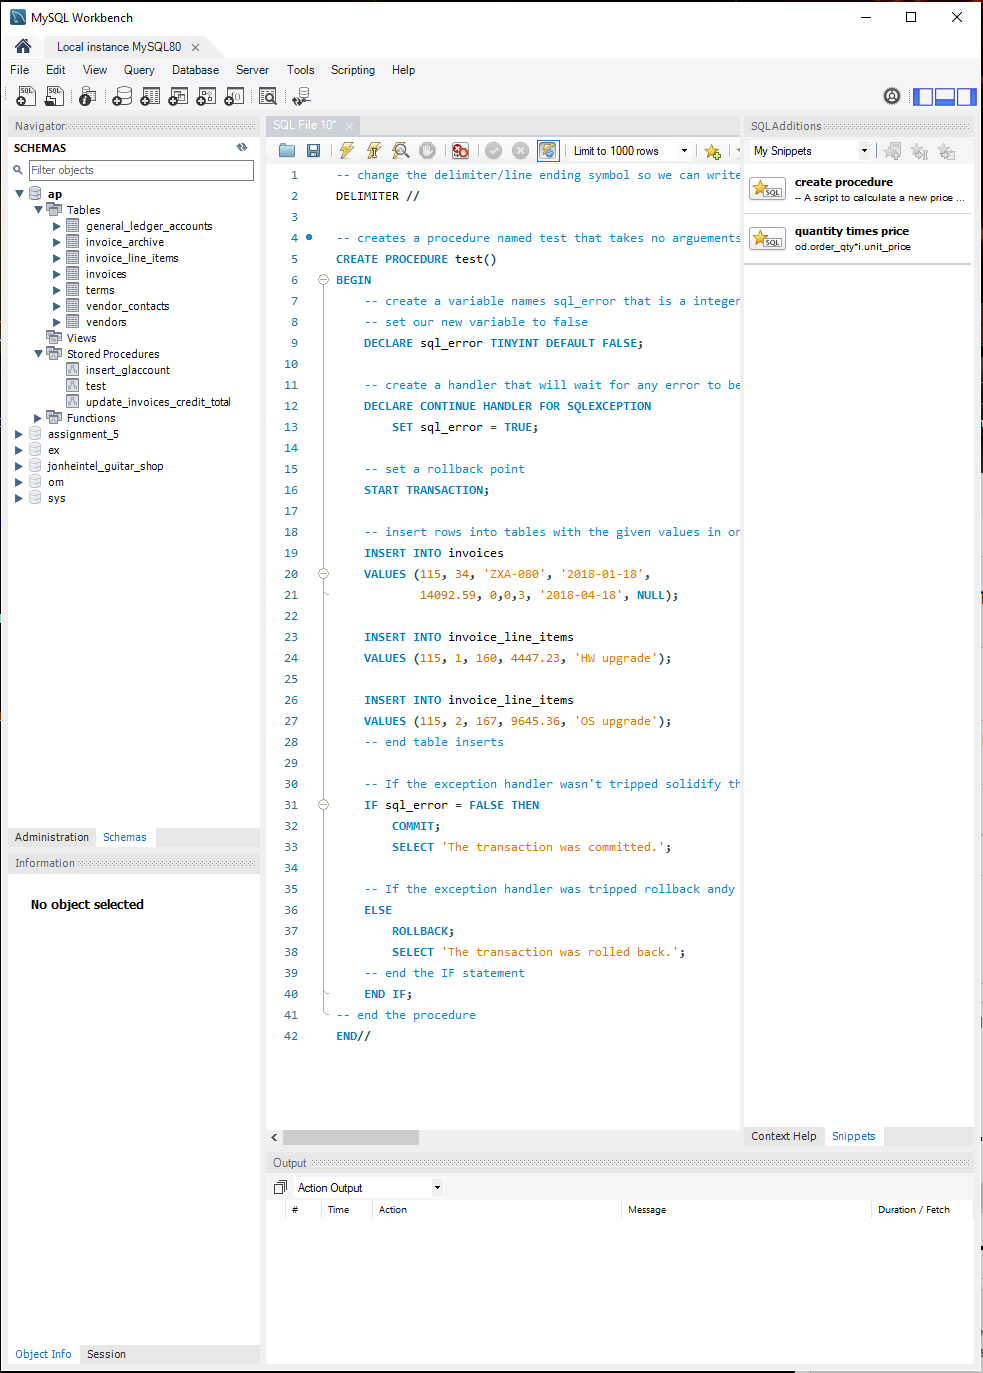 MySQL Workbench
Local instance MySQL80
File Edit View Query Database Server Tools Scripting Help
Navigator
SCHEMAS
Filter objects
ap
Tables
general_ledger_accounts
invoice_archive
invoice_line_items
invoices
terms
vendor_contacts
vendors
Views
Stored Procedures
insert_glaccount
test
update_invoices_credit_total
Functions
assignment_5
ex
jonheintel_guitar_shop
om
sys
Administration Schemas
Information
No object selected
Object Info Session
SQL File 10*
Limit to 1000 rows
1 -- change the delimiter/line ending symbol so we can write
2 DELIMITER //
3
4 -- creates a procedure named test that takes no arguements
5 CREATE PROCEDURE test()
6 BEGIN
7 -- create a variable names sql_error that is a integer
8 -- set our new variable to false
9 DECLARE sql_error TINYINT DEFAULT FALSE;
10
11 -- create a handler that will wait for any error to be
12 DECLARE CONTINUE HANDLER FOR SQLEXCEPTION
13 SET sql_error = TRUE;
14
15 -- set a rollback point
16 START TRANSACTION;
17
18 -- insert rows into tables with the given values in or
19 INSERT INTO invoices
20 VALUES (115, 34, 'ZXA-080', '2018-01-18',
21 14092.59, 0,0,3, '2018-04-18', NULL);
22
23 INSERT INTO invoice_line_items
24 VALUES (115, 1, 160, 4447.23, 'HW upgrade');
25
26 INSERT INTO invoice_line_items
27 VALUES (115, 2, 167, 9645.36, 'OS upgrade');
28 -- end table inserts
29
30 -- If the exception handler wasn't tripped solidify th
31 IF sql_error = FALSE THEN
32 COMMIT;
33 SELECT 'The transaction was committed.';
34
35 -- If the exception handler was tripped rollback andy
36 ELSE
37 ROLLBACK;
38 SELECT 'The transaction was rolled back.';
39 -- end the IF statement
40 END IF;
41 -- end the procedure
42 END//
SQLAdditions
My Snippets
SQL
create procedure
-- A script to calculate a new price ...
SQL
quantity times price
od.order_qty*i.unit_price
Context Help Snippets
Output
Action Output
# Time Action Message Duration / Fetch